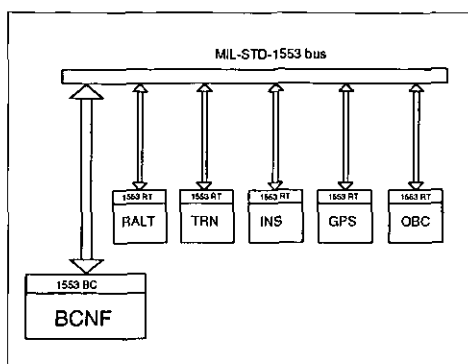 MIL-STD-1553 bus
1553 RT 1553 RT 1553 RT 1553 RT 1553 RT
RALT TRN INS GPS OBC
1553 BC
BCNF